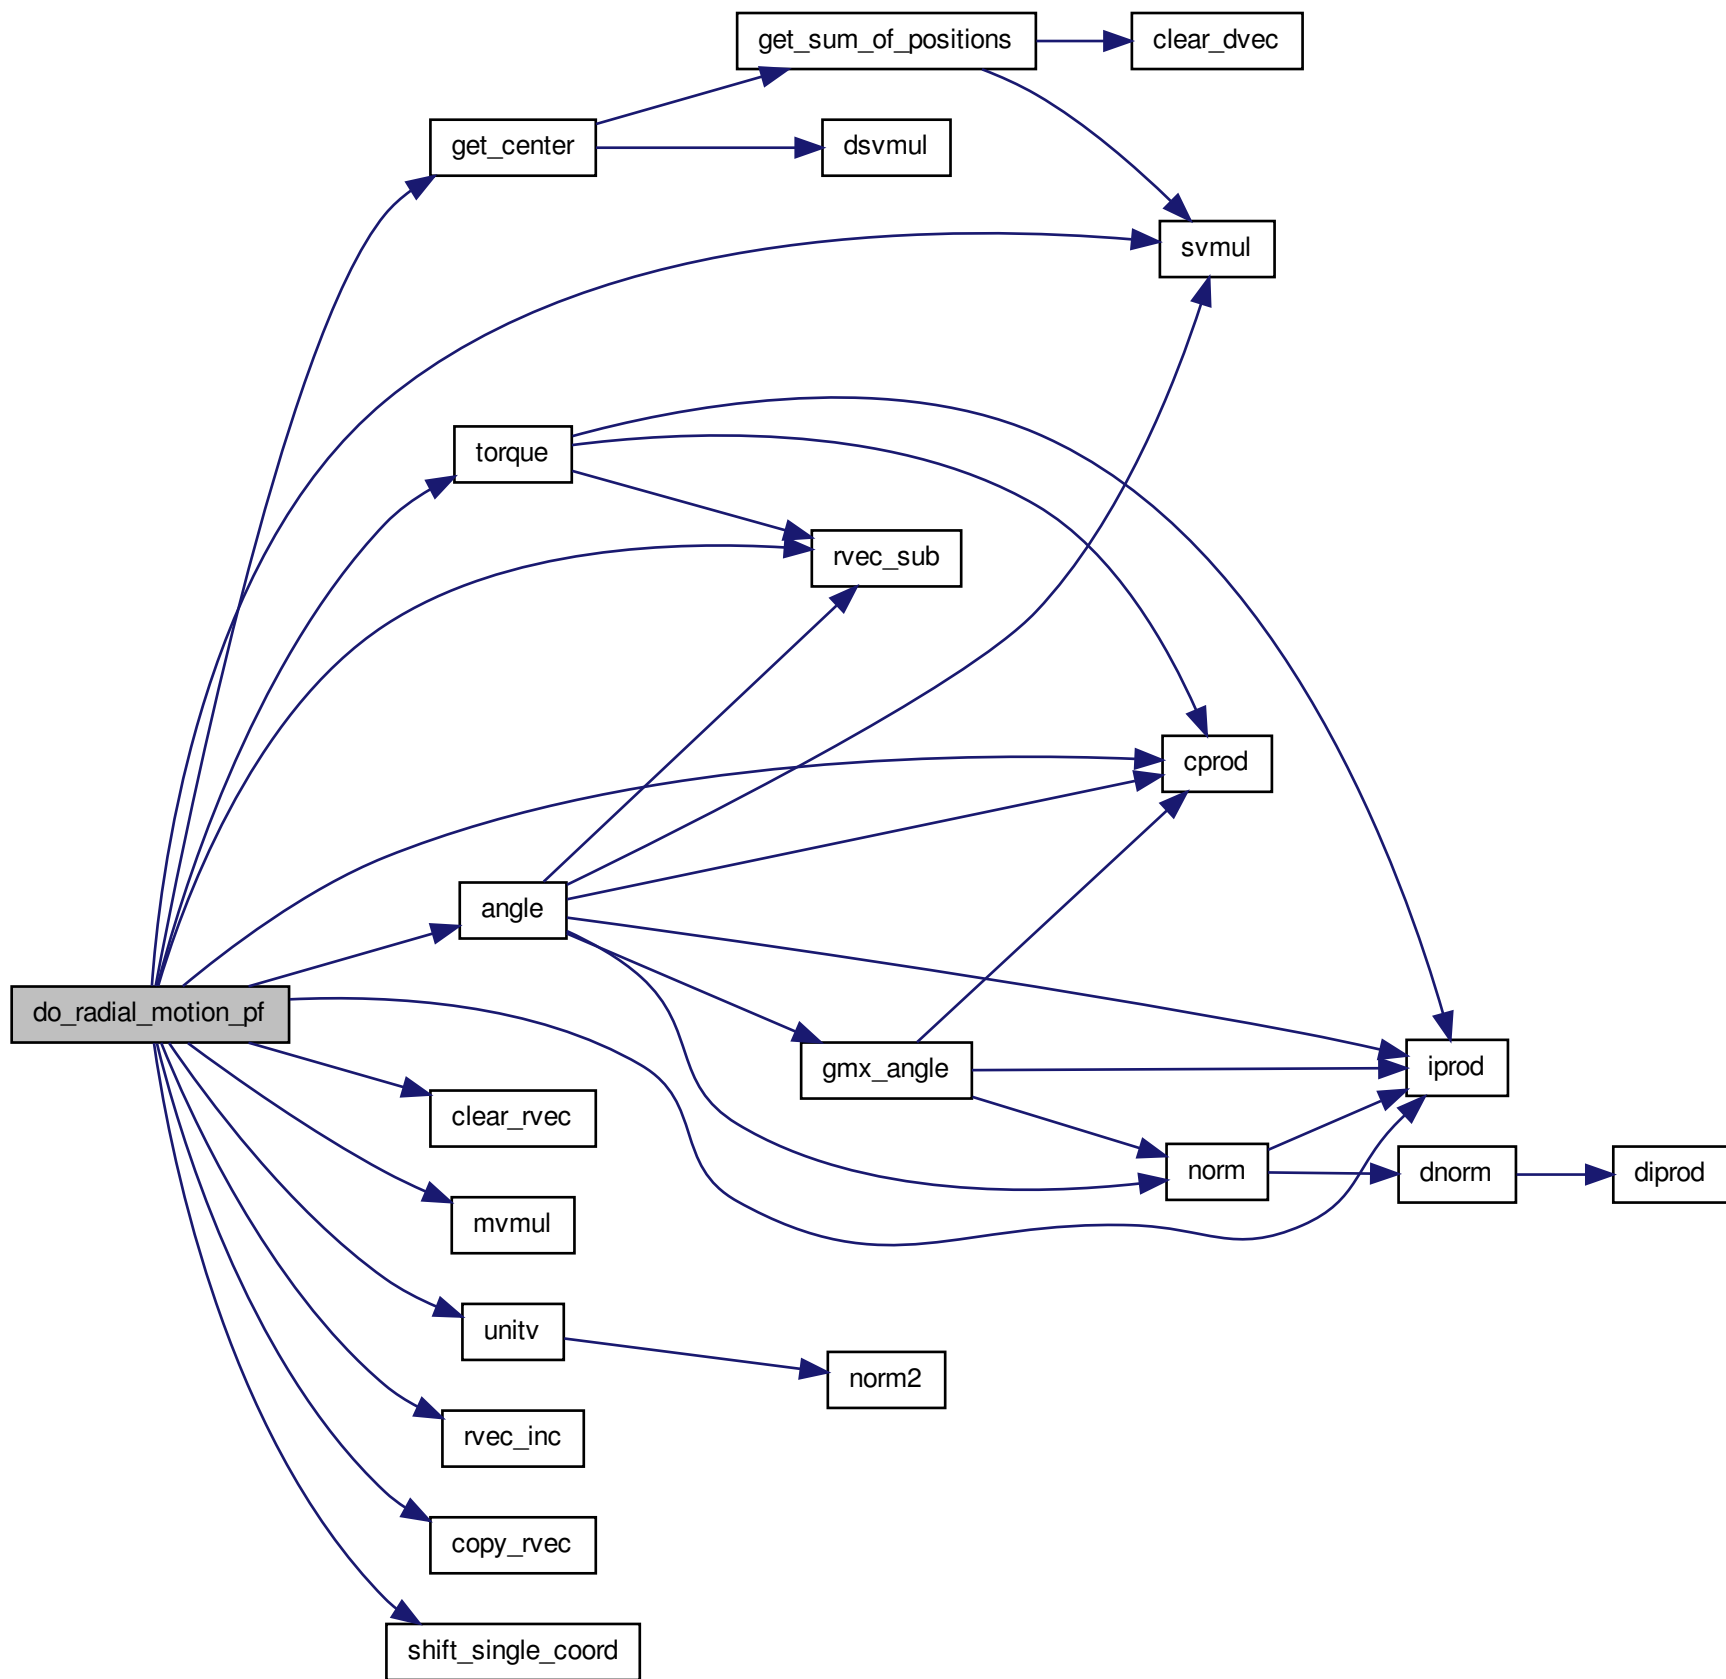 get_sum_of_positions
clear_dvec
get_center
dsvmul
svmul
torque
rvec_sub
cprod
angle
do_radial_motion_pf
gmx_angle
iprod
clear_rvec
norm
dnorm
diprod
mvmul
unitv
norm2
rvec_inc
copy_rvec
shift_single_coord